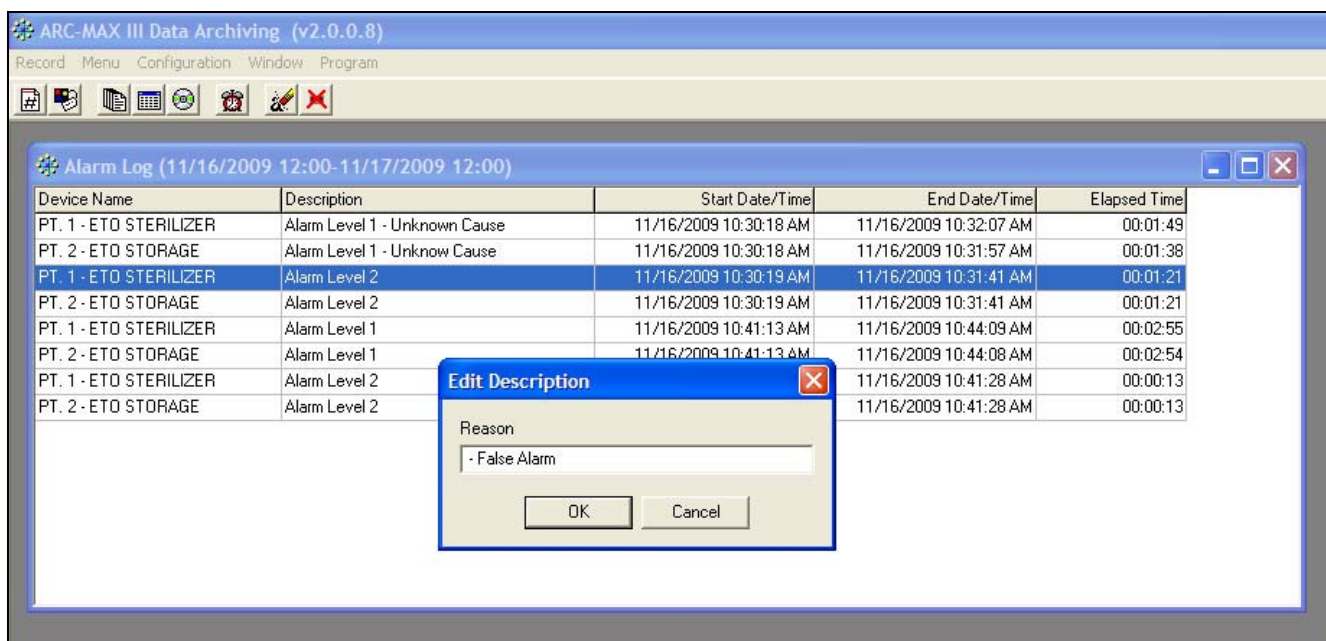 ARC-MAX III Data Archiving (v2.0.0.8)
Record Menu Configuration Window Program
Alarm Log (11/16/2009 12:00-11/17/2009 12:00)
Device Name Description Start Date/Time End Date/Time Elapsed Time
PT. 1 - ETO STERILIZER Alarm Level 1 - Unknown Cause 11/16/2009 10:30:18 AM 11/16/2009 10:32:07 AM 00:01:49
PT. 2 - ETO STORAGE Alarm Level 1 - Unknow Cause 11/16/2009 10:30:18 AM 11/16/2009 10:31:57 AM 00:01:38
PT. 1 - ETO STERILIZER Alarm Level 2 11/16/2009 10:30:19 AM 11/16/2009 10:31:41 AM 00:01:21
PT. 2 - ETO STORAGE Alarm Level 2 11/16/2009 10:30:19 AM 11/16/2009 10:31:41 AM 00:01:21
PT. 1 - ETO STERILIZER Alarm Level 1 11/16/2009 10:41:13 AM 11/16/2009 10:44:09 AM 00:02:55
PT. 2 - ETO STORAGE Alarm Level 1 11/16/2009 10:41:13 AM 11/16/2009 10:44:08 AM 00:02:54
PT. 1 - ETO STERILIZER Alarm Level 2 11/16/2009 10:41:28 AM 00:00:13
PT. 2 - ETO STORAGE Alarm Level 2 11/16/2009 10:41:28 AM 00:00:13
Edit Description
Reason
- False Alarm
OK Cancel